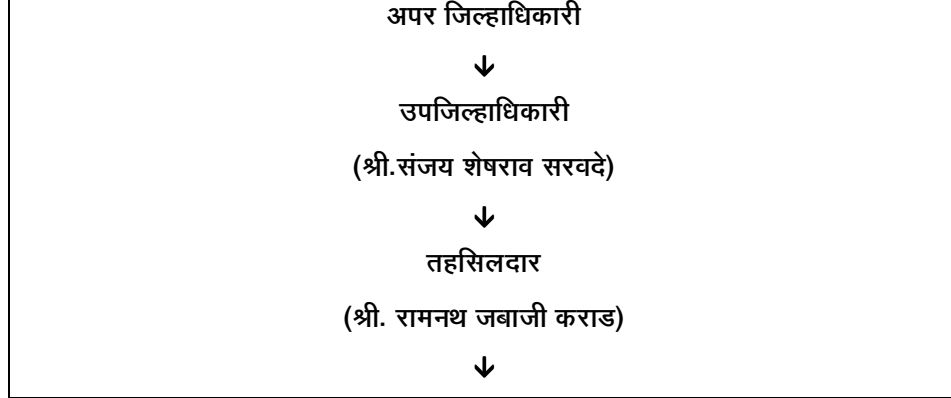 अपर जिल्हाधिकारी
↓
उपजिल्हाधिकारी
(श्री.संजय शेषराव सरवदे)
↓
तहसिलदार
(श्री. रामनथ जबाजी कराड)
↓